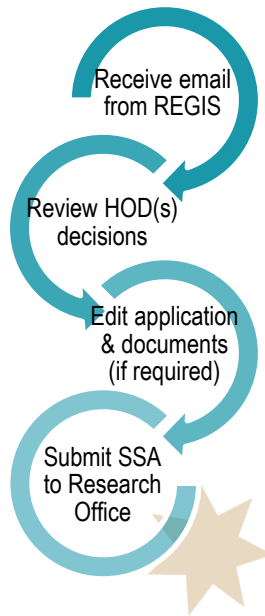 Receive email
from REGIS
Review HOD(s)
decisions
Edit application
& documents
(if required)
Submit SSA
to Research
Office